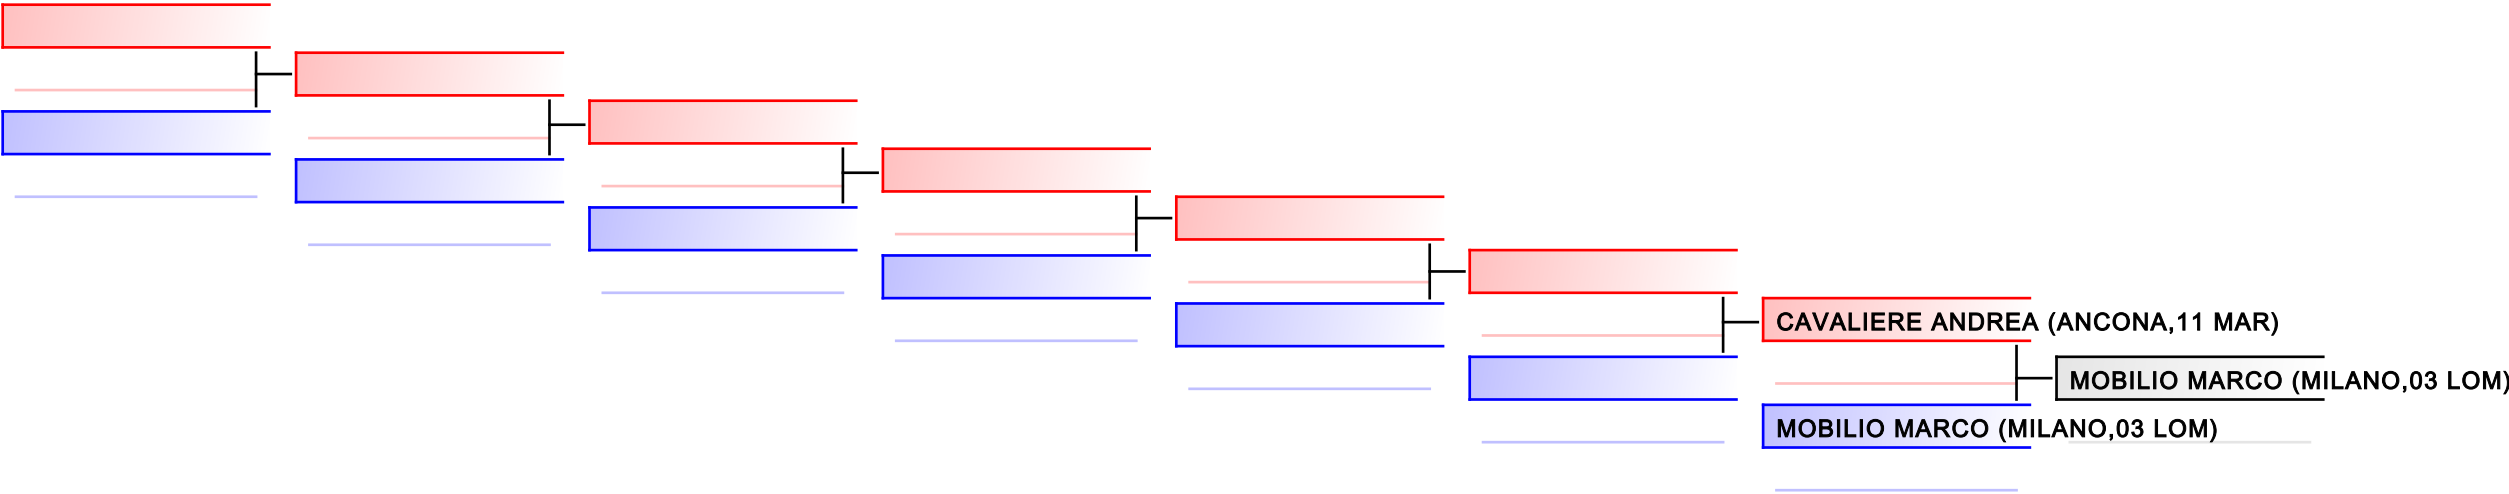 CAVALIERE ANDREA (ANCONA,11 MAR)
MOBILIO MARCO (MILANO,03 LOM)
MOBILIO MARCO (MILANO,03 LOM)